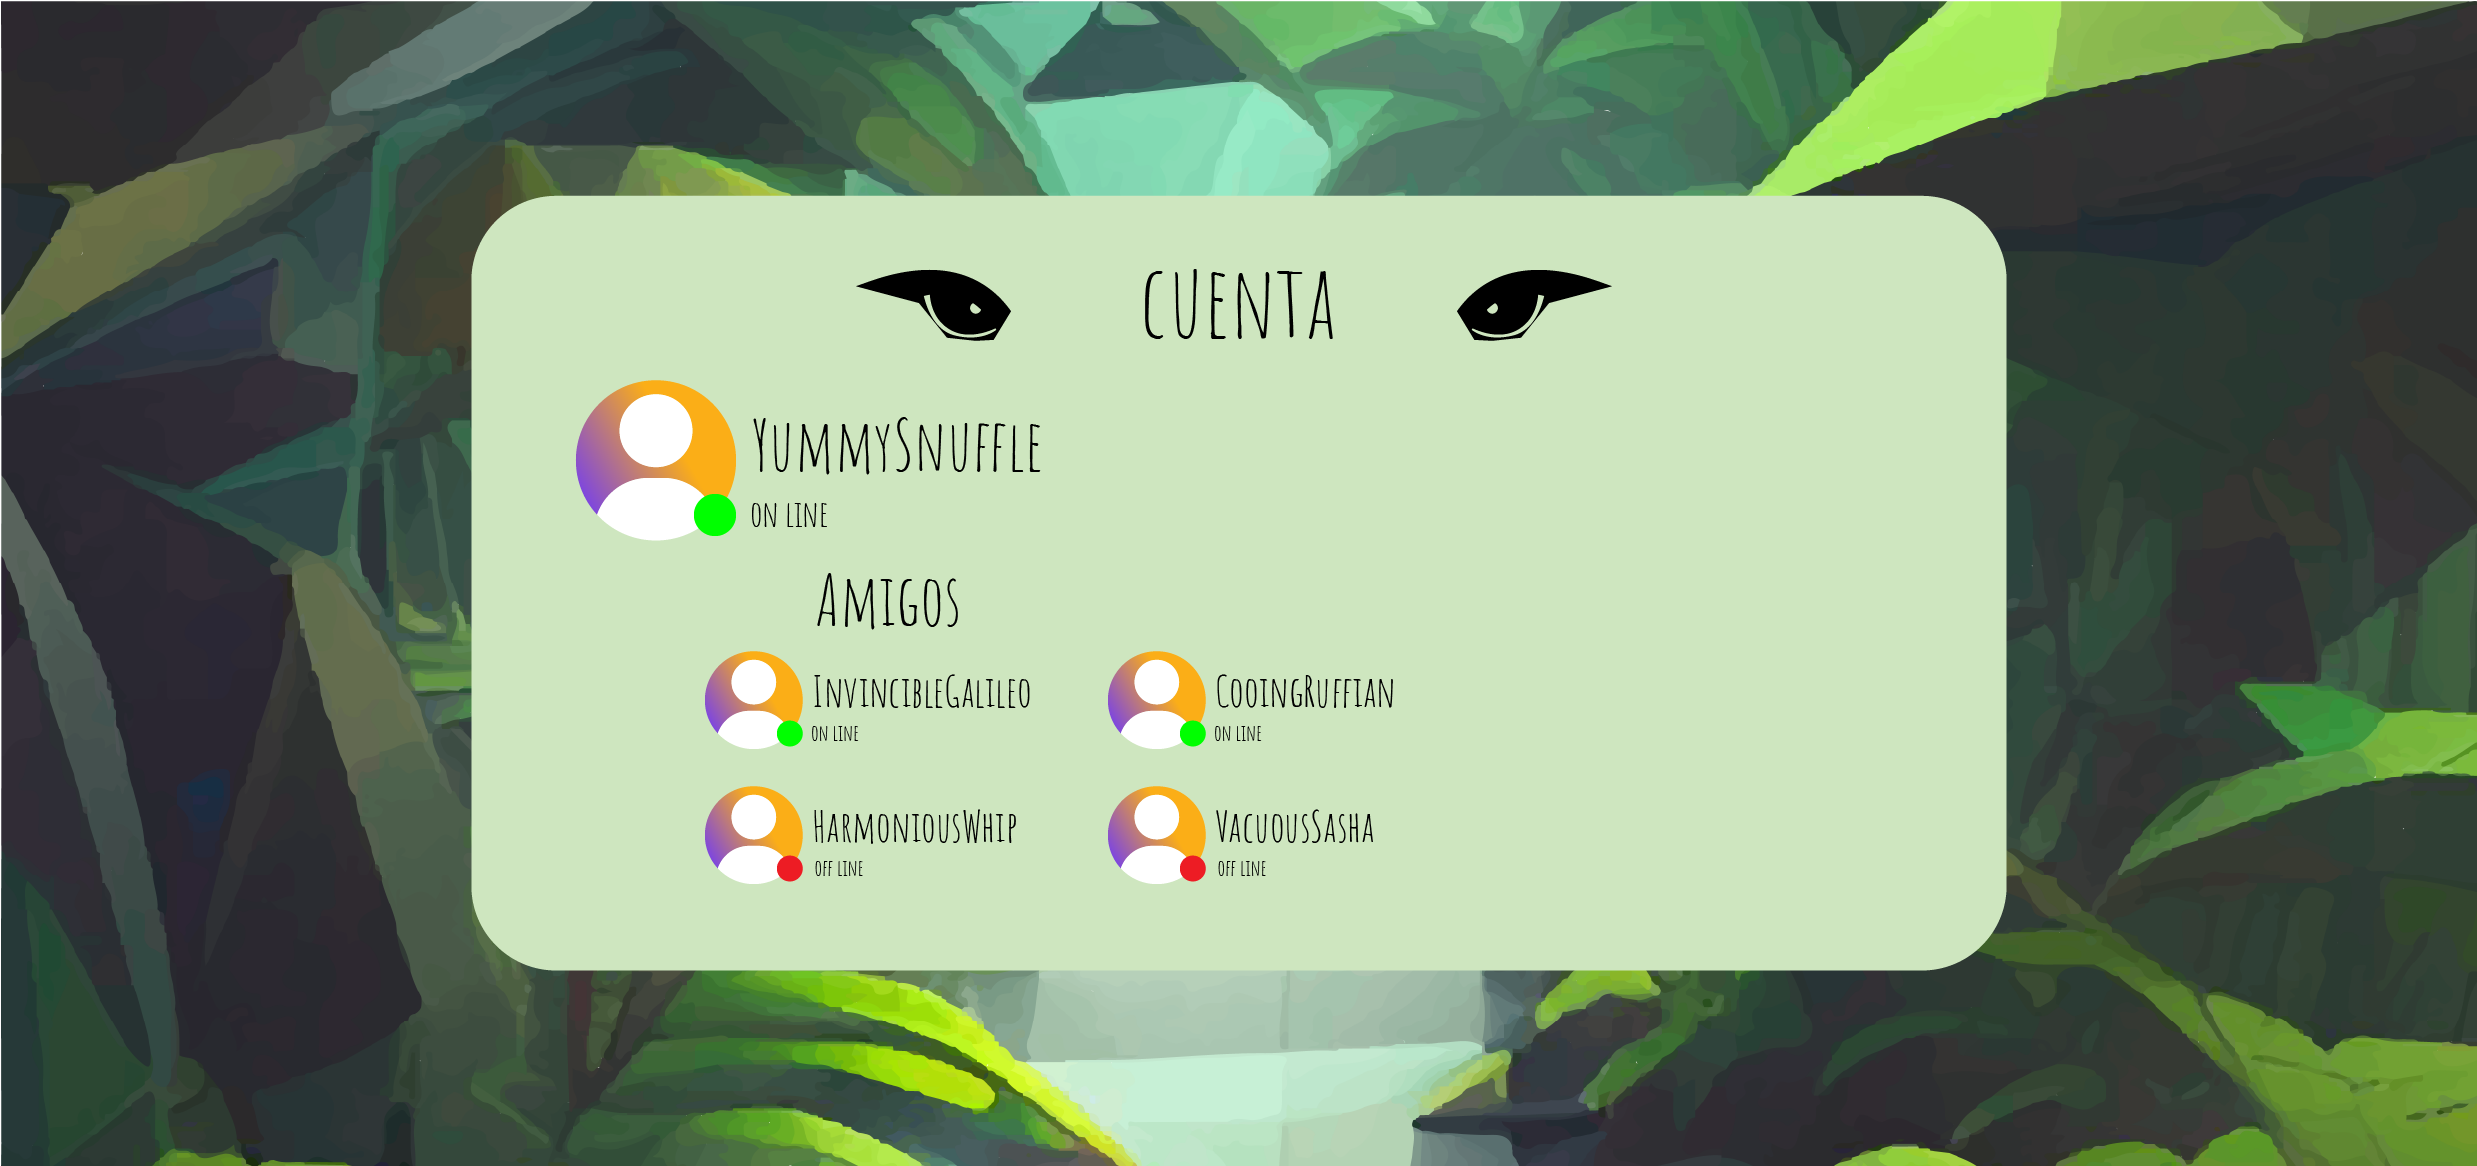 CUENTA
YummySnuffle
ON LINE
Amigos
InvincibleGalileo
ON LINE
CooingRuffian
ON LINE
HarmoniousWhip
OFF LINE
VacuousSasha
OFF LINE